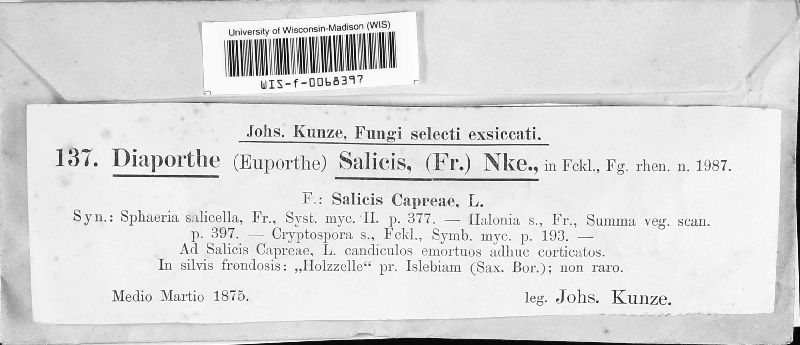 University of Wisconsin-Madison (WIS)
WIS-f-0068397
Johs. Kunze, Fungi selecti exsiccati.
137. Diaporthe (Euporthe) Salicis, (Fr.) Nke., in Fckl., Fg. rhen. n. 1987.
F.: Salicis Capreae, L.
Syn.: Sphaeria salicella, Fr., Syst. myc. II. p. 377. — Halonia s., Fr., Summa veg. scan.
p. 397. — Cryptospora s., Fckl., Symb. myc. p. 193. —
Ad Salicis Capreae, L. candiculos emortuos adhuc corticatos.
In silvis frondosis: „Holzzelle“ pr. Islebiam (Sax. Bor.); non raro.
Medio Martio 1875. leg. Johs. Kunze.